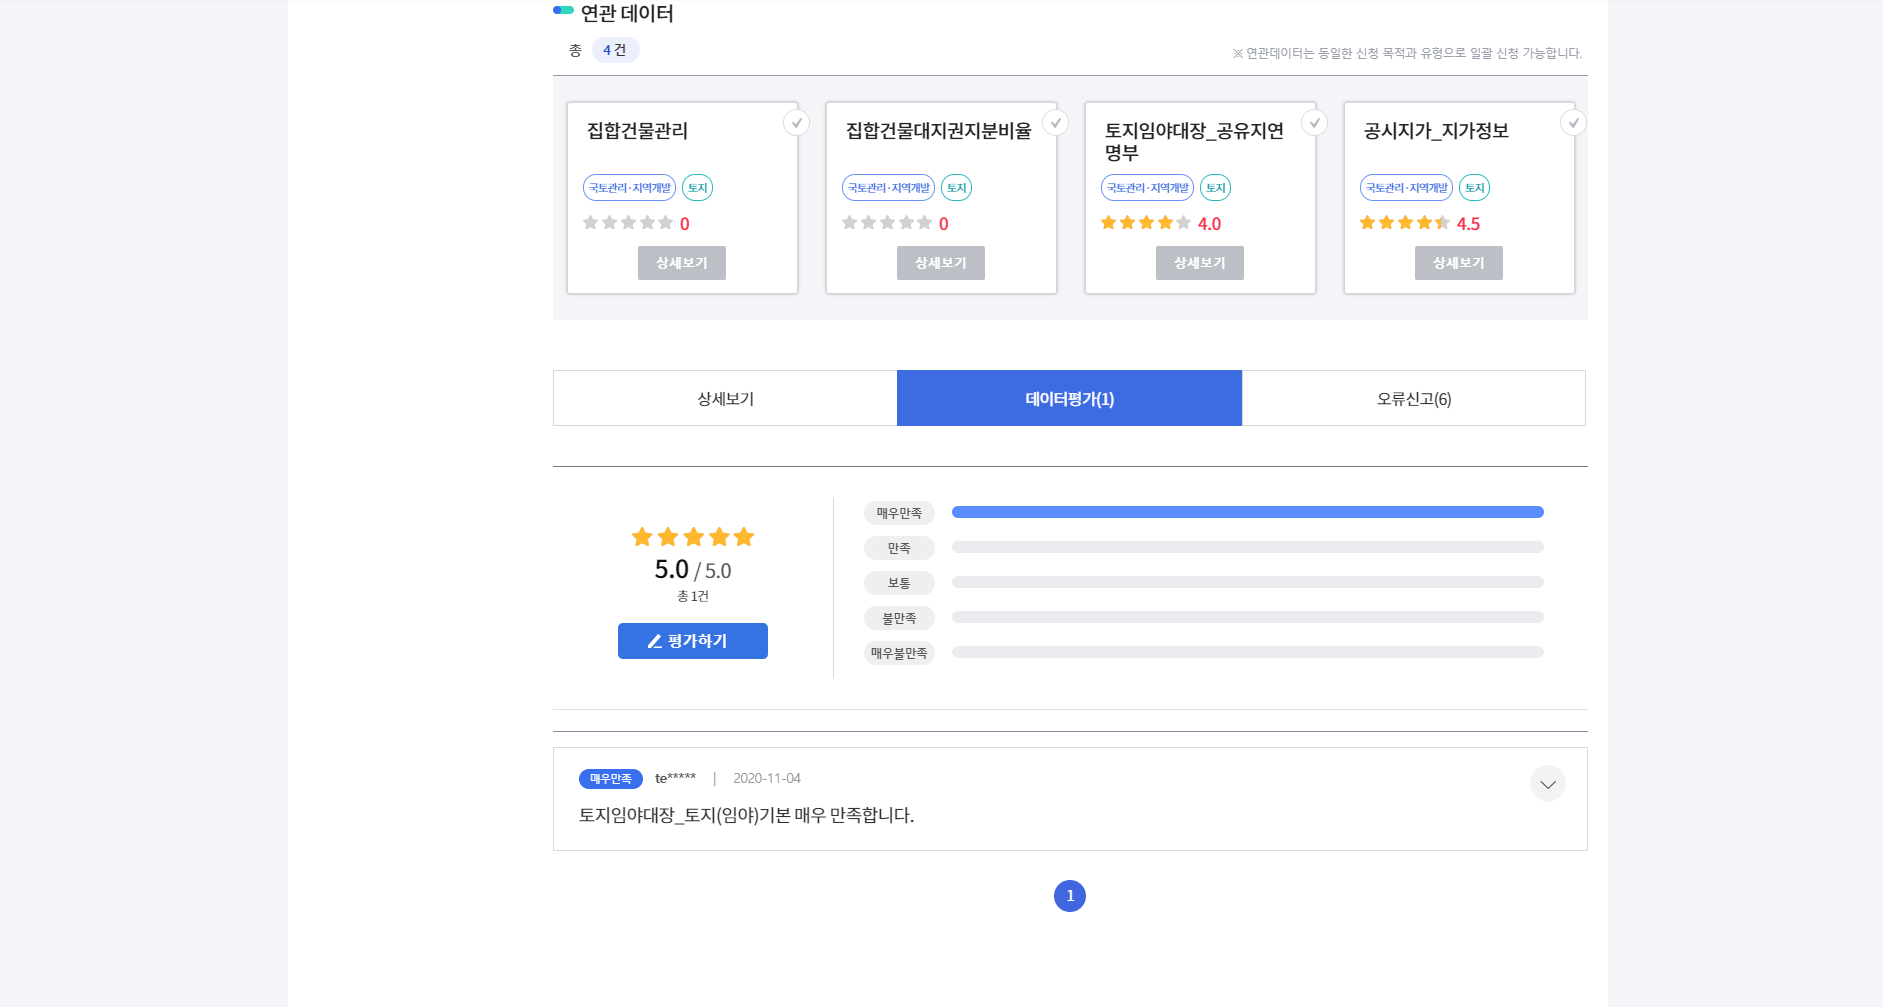 연관 데이터
총 4 건
※ 연관데이터는 동일한 신청 목적과 유형으로 일괄 신청 가능합니다.
집합건물관리
국토관리·지역개발 토지
0
상세보기
집합건물대지권지분비율
국토관리·지역개발 토지
0
상세보기
토지임야대장_공유지연
명부
국토관리·지역개발 토지
4.0
상세보기
공시지가_지가정보
국토관리·지역개발 토지
4.5
상세보기
상세보기
데이터평가(1)
오류신고(6)
5.0 / 5.0
총 1건
평가하기
매우만족
만족
보통
불만족
매우불만족
매우만족 te***** | 2020-11-04
토지임야대장_토지(임야)기본 매우 만족합니다.
1